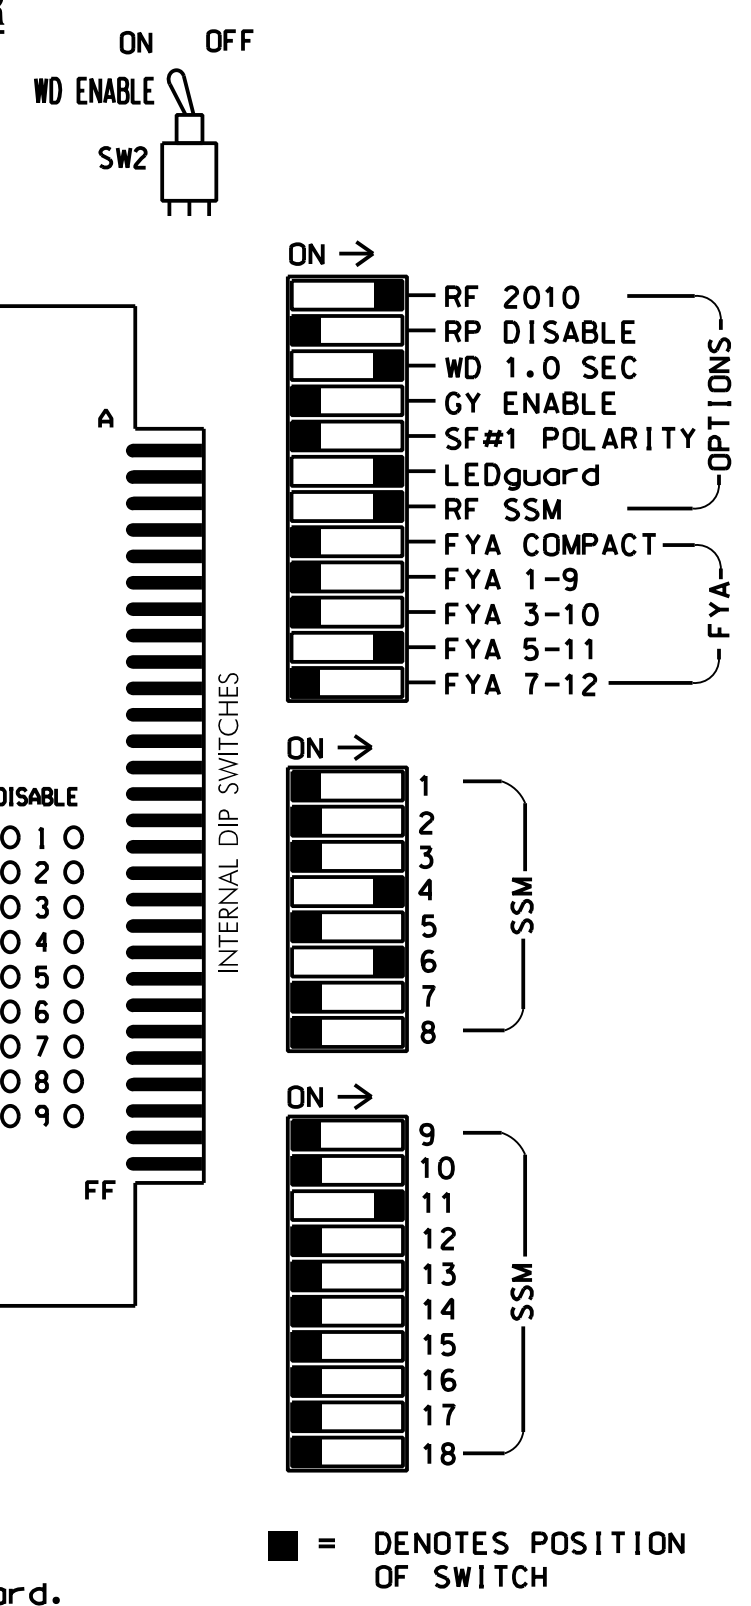 ON OFF
WD ENABLE
SW2
ON →
RF 2010
RP DISABLE
WD 1.0 SEC
GY ENABLE
SF#1 POLARITY
LEDguard
RF SSM
OPTIONS
FYA COMPACT
FYA 1-9
FYA 3-10
FYA 5-11
FYA 7-12
FYA
A
FF
INTERNAL DIP SWITCHES
DISABLE
1
2
3
4
5
6
7
8
9
ON →
1
2
3
4
5
6
7
8
SSM
ON →
9
10
11
12
13
14
15
16
17
18
SSM
= DENOTES POSITION
OF SWITCH
ard.